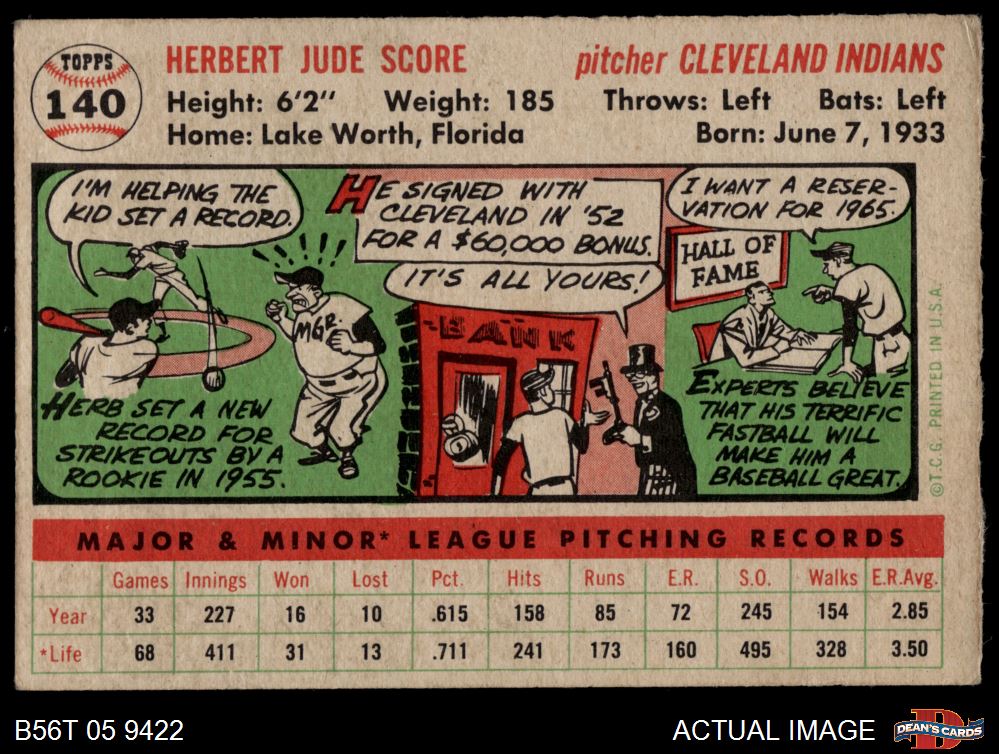 TOPPS
140
HERBERT JUDE SCORE
pitcher CLEVELAND INDIANS
Height: 6'2" Weight: 185 Throws: Left Bats: Left
Home: Lake Worth, Florida Born: June 7, 1933
I'M HELPING THE
KID SET A RECORD.
MGR.
HERB SET A NEW
RECORD FOR
STRIKEOUTS BY A
ROOKIE IN 1955.
HE SIGNED WITH
CLEVELAND IN '52
FOR A $60,000 BONUS.
IT'S ALL YOURS!
BANK
I WANT A RESER-
VATION FOR 1965.
HALL OF
FAME
EXPERTS BELIEVE
THAT HIS TERRIFIC
FASTBALL WILL
MAKE HIM A
BASEBALL GREAT.
©T.C.G. PRINTED IN U.S.A.
MAJOR & MINOR* LEAGUE PITCHING RECORDS
Games Innings Won Lost Pct. Hits Runs E.R. S.O. Walks E.R.Avg.
Year 33 227 16 10 .615 158 85 72 245 154 2.85
*Life 68 411 31 13 .711 241 173 160 495 328 3.50
B56T 05 9422
ACTUAL IMAGE
D
DEAN'S CARDS